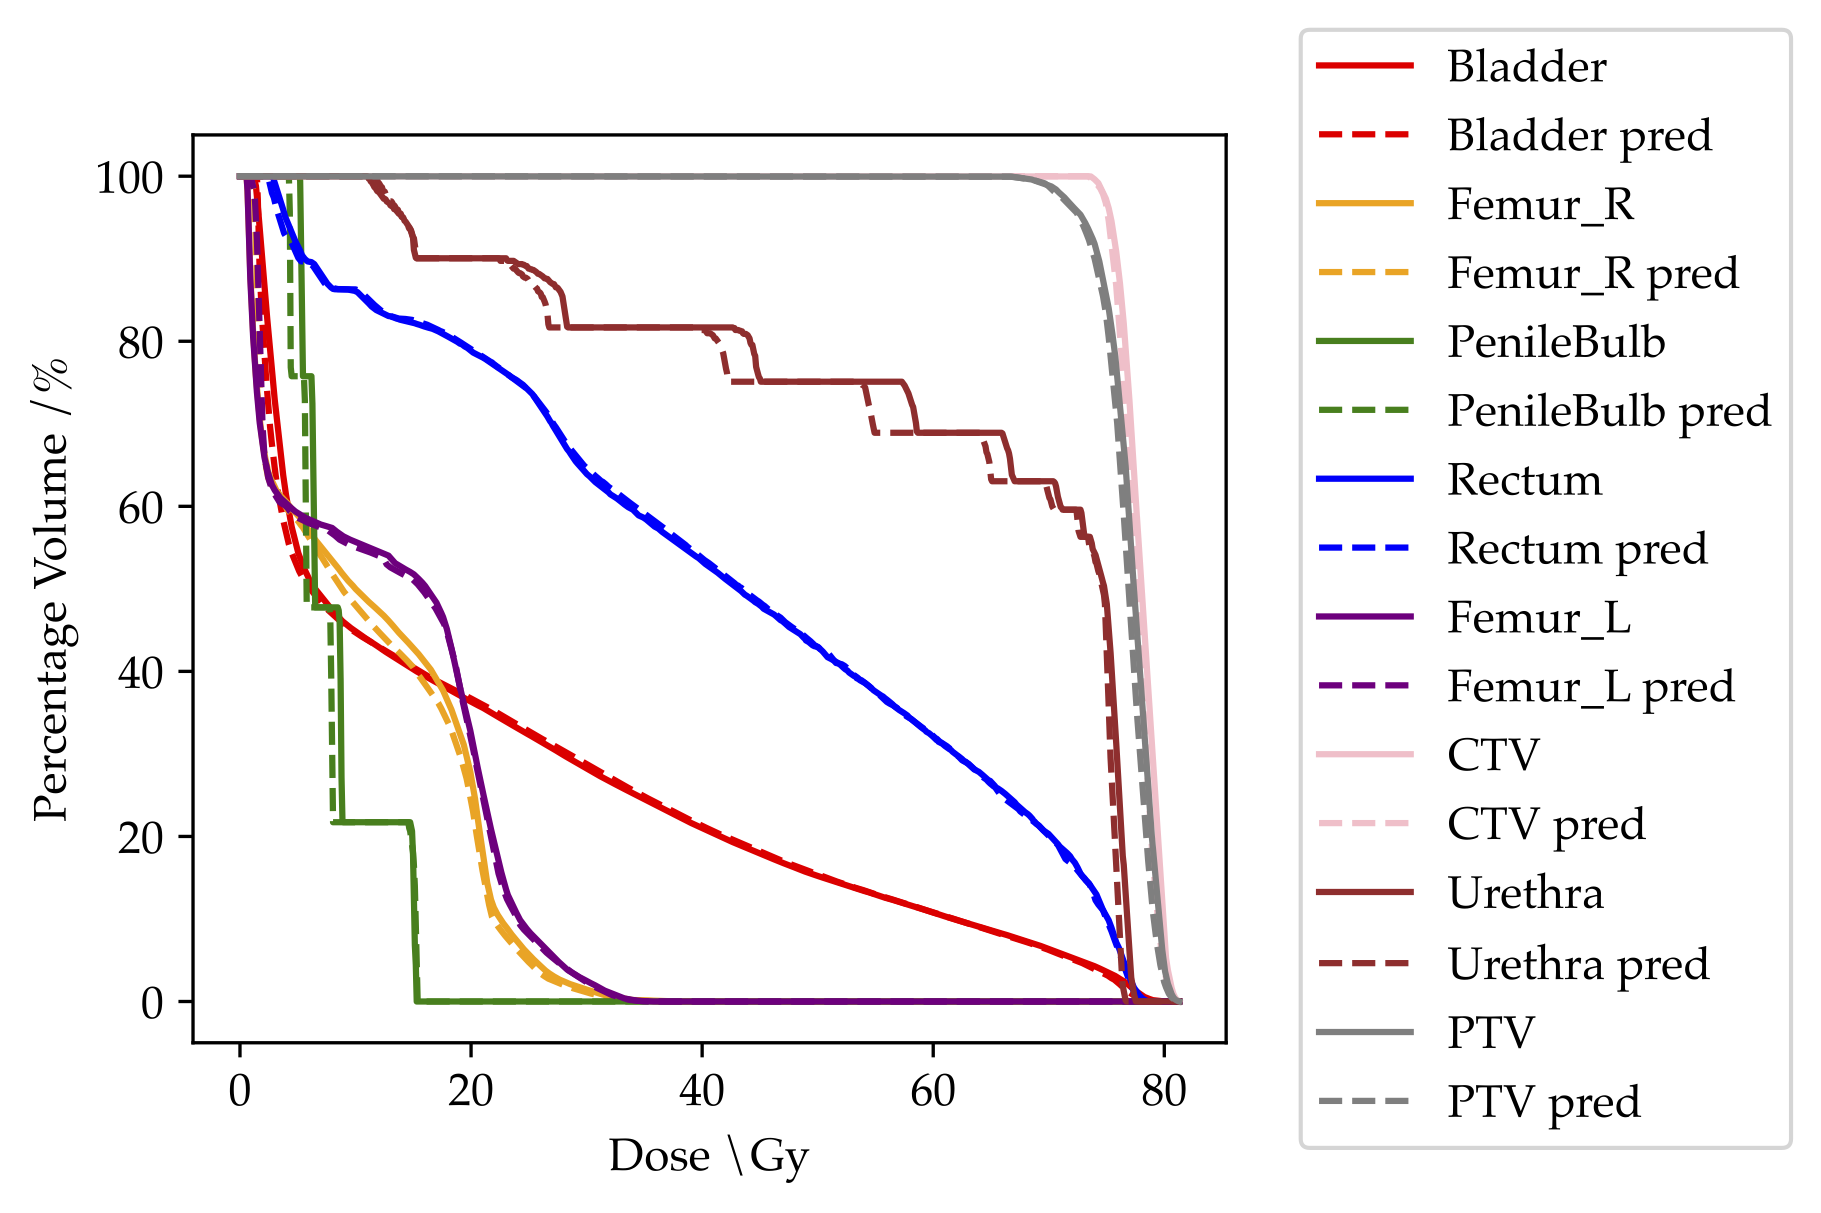 Percentage Volume /%
100
80
60
40
20
0
0 20 40 60 80
Dose \Gy
Bladder
Bladder pred
Femur_R
Femur_R pred
PenileBulb
PenileBulb pred
Rectum
Rectum pred
Femur_L
Femur_L pred
CTV
CTV pred
Urethra
Urethra pred
PTV
PTV pred